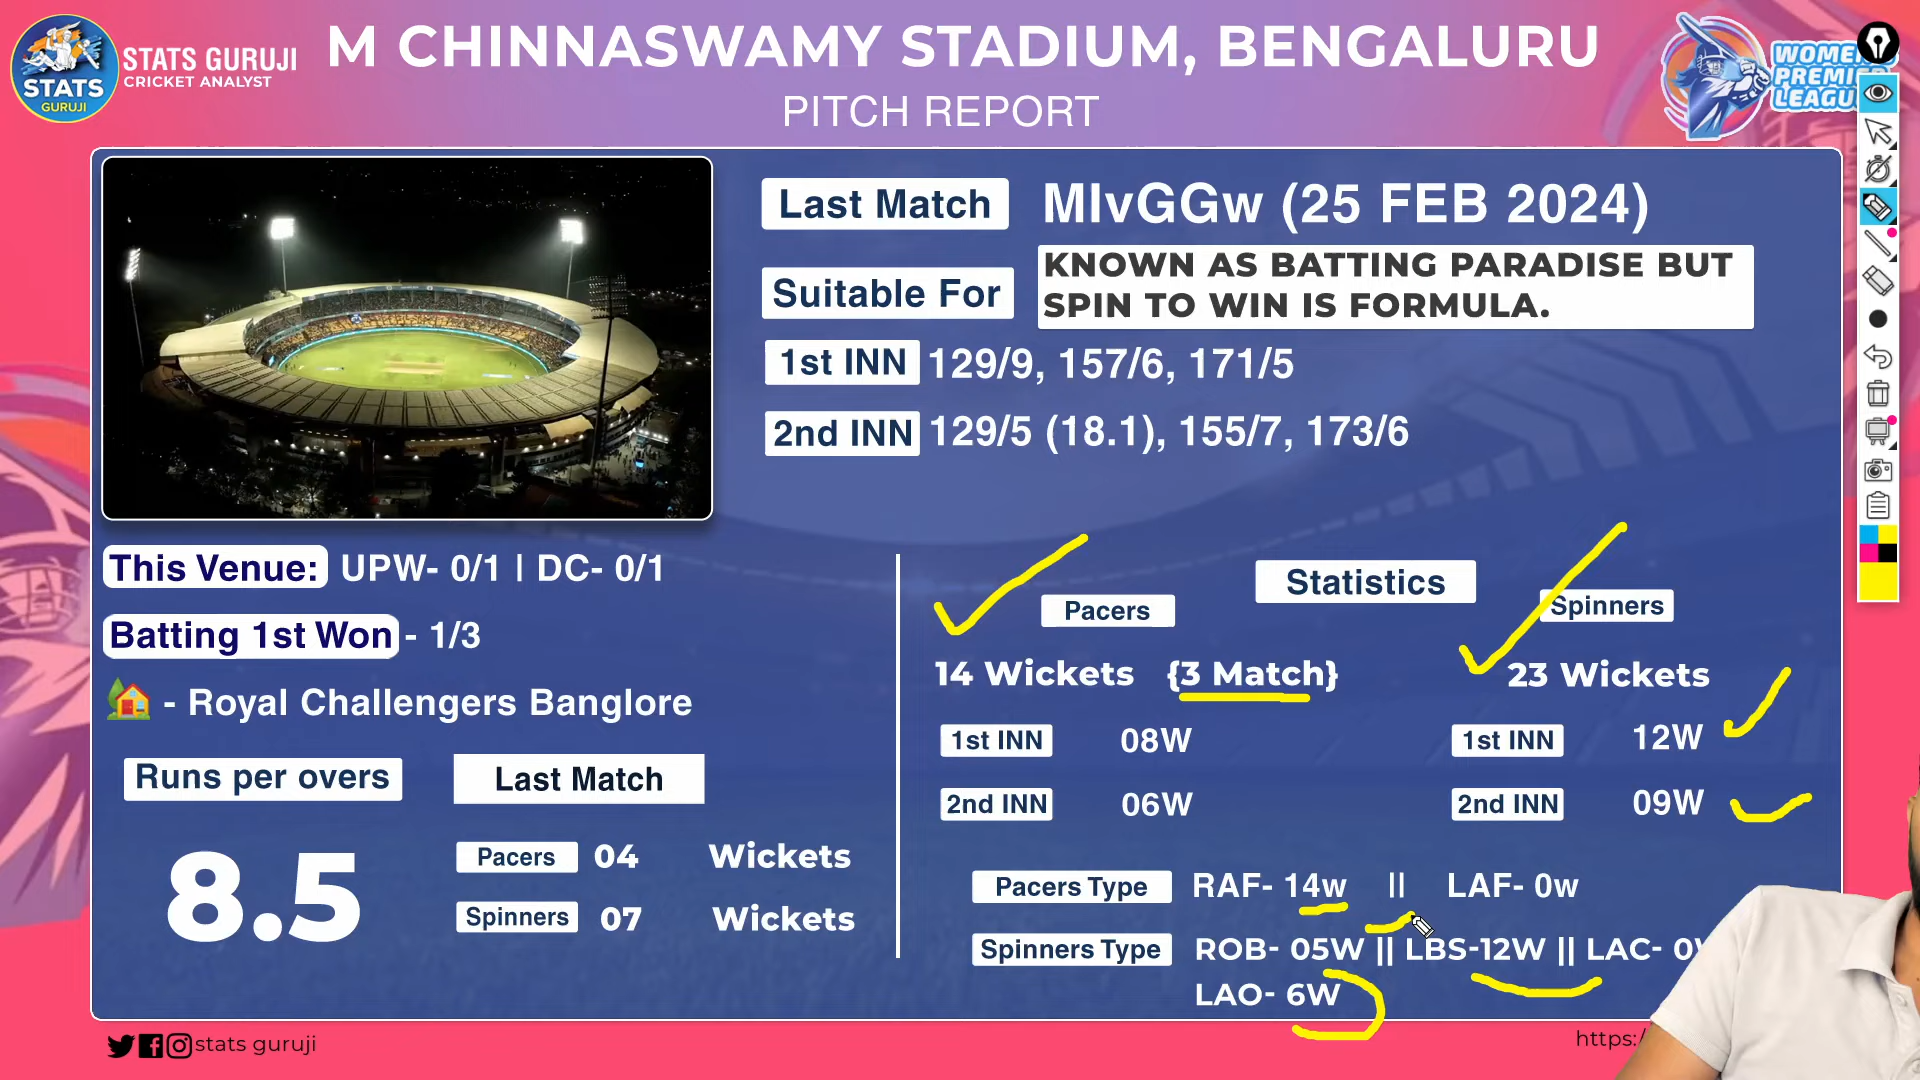 STATS GURUJI
CRICKET ANALYST
STATS
GURUJI
M CHINNASWAMY STADIUM, BENGALURU
PITCH REPORT
Last Match MIvGGw (25 FEB 2024)
Suitable For KNOWN AS BATTING PARADISE BUT
SPIN TO WIN IS FORMULA.
1st INN 129/9, 157/6, 171/5
2nd INN 129/5 (18.1), 155/7, 173/6
This Venue: UPW- 0/1 | DC- 0/1
Batting 1st Won - 1/3
- Royal Challengers Banglore
Runs per overs
8.5
Last Match
Pacers 04 Wickets
Spinners 07 Wickets
Statistics
Pacers Spinners
14 Wickets {3 Match} 23 Wickets
1st INN 08W 1st INN 12W
2nd INN 06W 2nd INN 09W
Pacers Type RAF- 14w || LAF- 0w
Spinners Type ROB- 05W || LBS-12W || LAC-
LAO- 6W
stats guruji
https:/